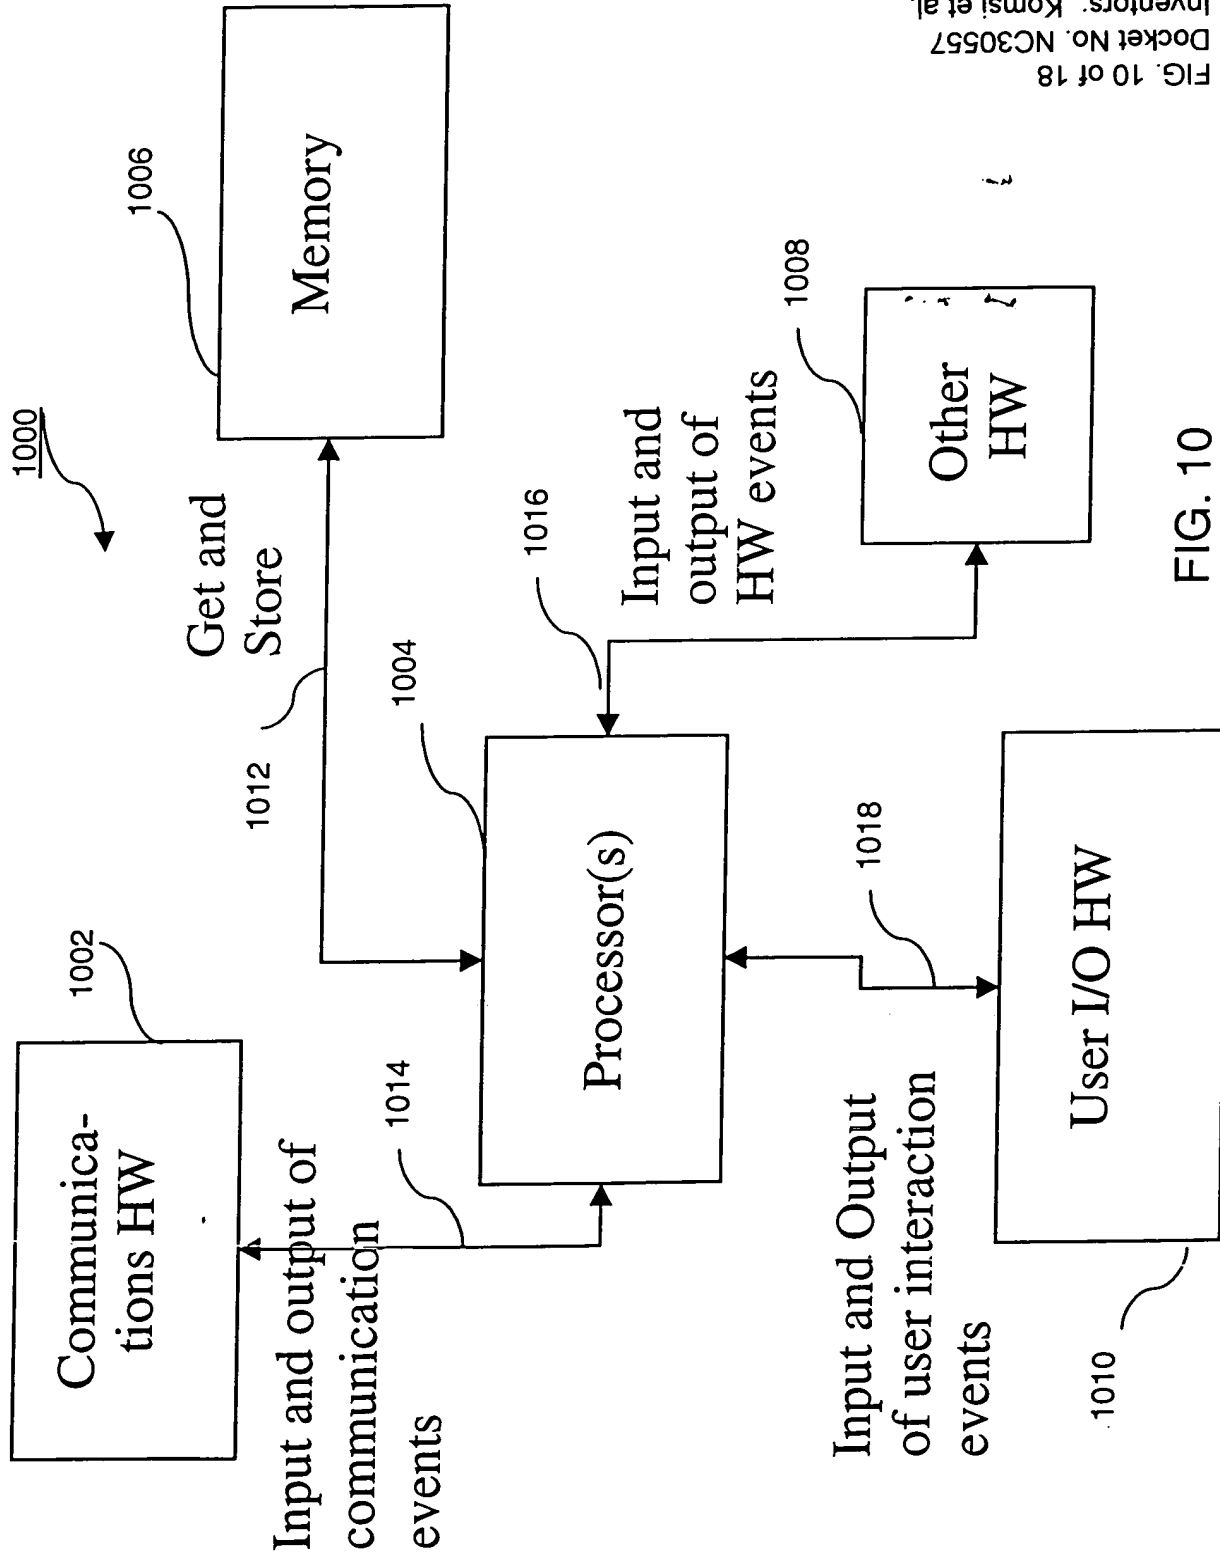 FIG. 10 of 18
Docket No. NC30557
Inventors: Komsi et al.
1000
Communica-
tions HW
1002
Input and output of
communication
events
1014
Get and
Store
1012
Memory
1006
Processor(s)
1004
1016
Input and
output of
HW events
Other
HW
1008
Input and Output
of user interaction
events
1018
User I/O HW
1010
FIG. 10